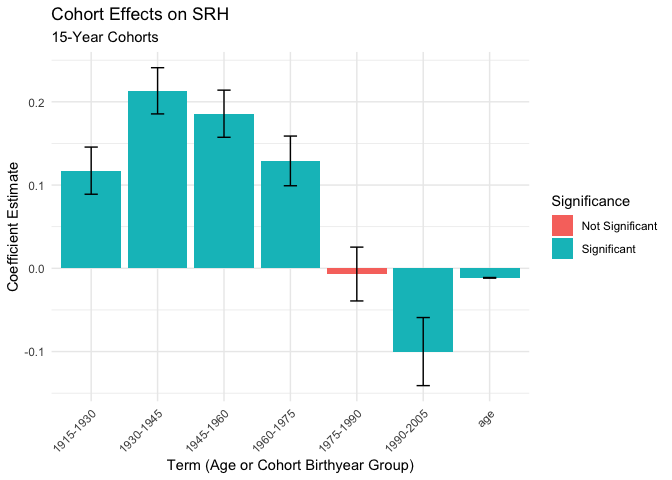 Cohort Effects on SRH
15-Year Cohorts
Coefficient Estimate
0.2
0.1
0.0
-0.1
1915-1930
1930-1945
1945-1960
1960-1975
1975-1990
1990-2005
age
Term (Age or Cohort Birthyear Group)
Significance
Not Significant
Significant